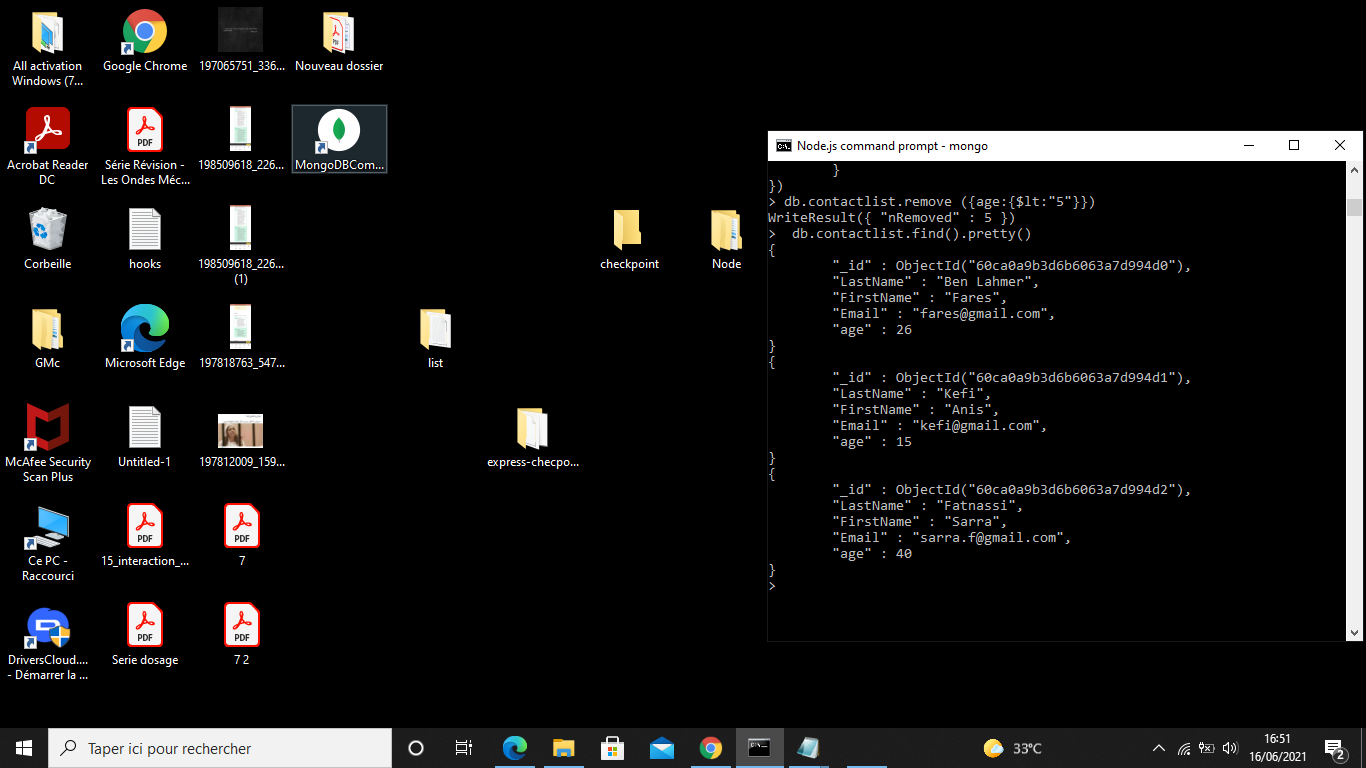 All activation
Windows (7...
Google Chrome
197065751_336...
Nouveau dossier
Acrobat Reader
DC
Série Révision -
Les Ondes Méc...
198509618_226...
MongoDBCom...
Corbeille
hooks
198509618_226...
(1)
checkpoint
Node
GMc
Microsoft Edge
197818763_547...
list
McAfee Security
Scan Plus
Untitled-1
197812009_159...
express-checpo...
Ce PC -
Raccourci
15_interaction_...
7
DriversCloud....
- Démarrer la ...
Serie dosage
7 2
PDF
PDF
PDF
PDF
PDF
PDF
C:\.
Node.js command prompt - mongo
}
})
> db.contactlist.remove ({age:{$lt:"5"}})
WriteResult({ "nRemoved" : 5 })
>  db.contactlist.find().pretty()
{
"_id" : ObjectId("60ca0a9b3d6b6063a7d994d0"),
"LastName" : "Ben Lahmer",
"FirstName" : "Fares",
"Email" : "fares@gmail.com",
"age" : 26
}
{
"_id" : ObjectId("60ca0a9b3d6b6063a7d994d1"),
"LastName" : "Kefi",
"FirstName" : "Anis",
"Email" : "kefi@gmail.com",
"age" : 15
}
{
"_id" : ObjectId("60ca0a9b3d6b6063a7d994d2"),
"LastName" : "Fatnassi",
"FirstName" : "Sarra",
"Email" : "sarra.f@gmail.com",
"age" : 40
}
>
Taper ici pour rechercher
33°C
16:51
16/06/2021
2